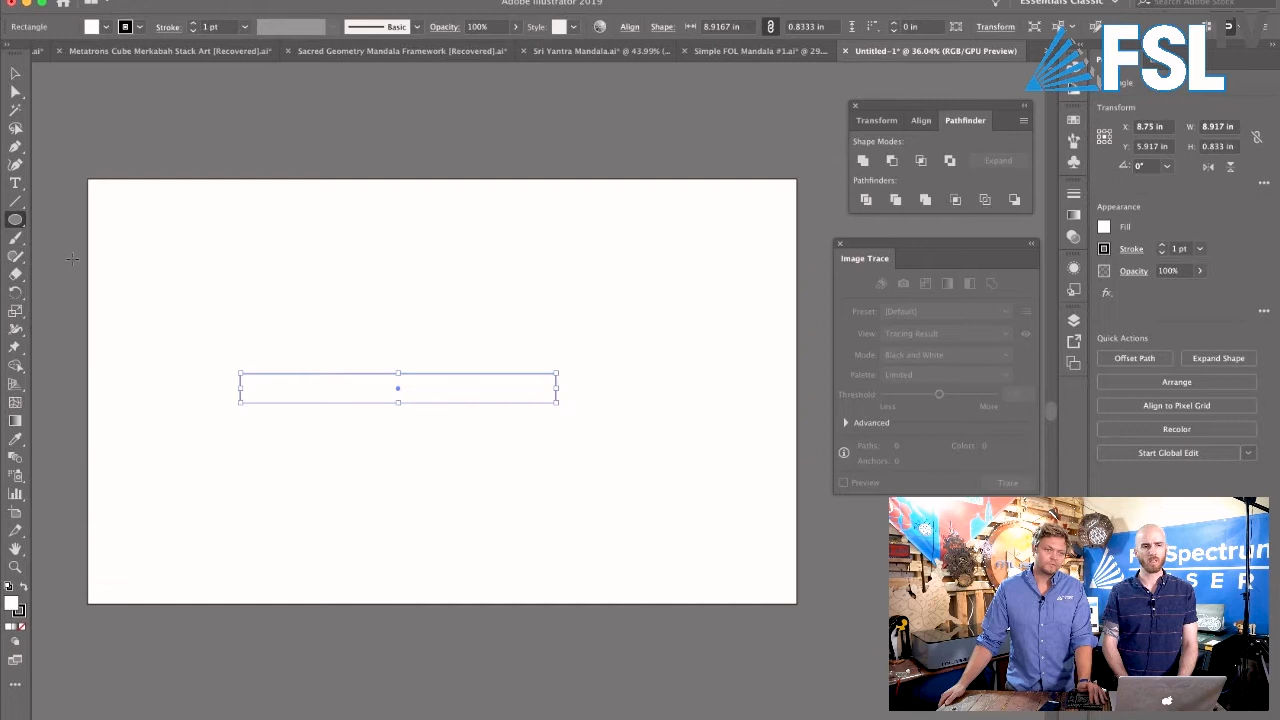 Adobe Illustrator 2019
Essentials Classic
Search Adobe Stock
Rectangle
Stroke: 1 pt
Basic
Opacity: 100%
Style:
Align
Shape:
8.9167 in
0.8333 in
0 in
Transform
.ai*
× Metatrons Cube Merkabah Stack Art [Recovered].ai*
× Sacred Geometry Mandala Framework [Recovered].ai*
× Sri Yantra Mandala.ai* @ 43.99% (...
× Simple FOL Mandala #1.ai* @ 29....
× Untitled-1* @ 36.04% (RGB/GPU Preview)
FSL
Transform
X: 8.75 in
W: 8.917 in
Y: 5.917 in
H: 0.833 in
0°
Appearance
Fill
Stroke
1 pt
Opacity
100%
fx.
Quick Actions
Offset Path
Expand Shape
Arrange
Align to Pixel Grid
Recolor
Start Global Edit
Transform
Align
Pathfinder
Shape Modes:
Expand
Pathfinders:
Image Trace
Preset: [Default]
View: Tracing Result
Mode: Black and White
Palette: Limited
Threshold
Less
More
Advanced
Paths: 0
Colors: 0
Anchors: 0
Preview
Trace
Spectrum
SER